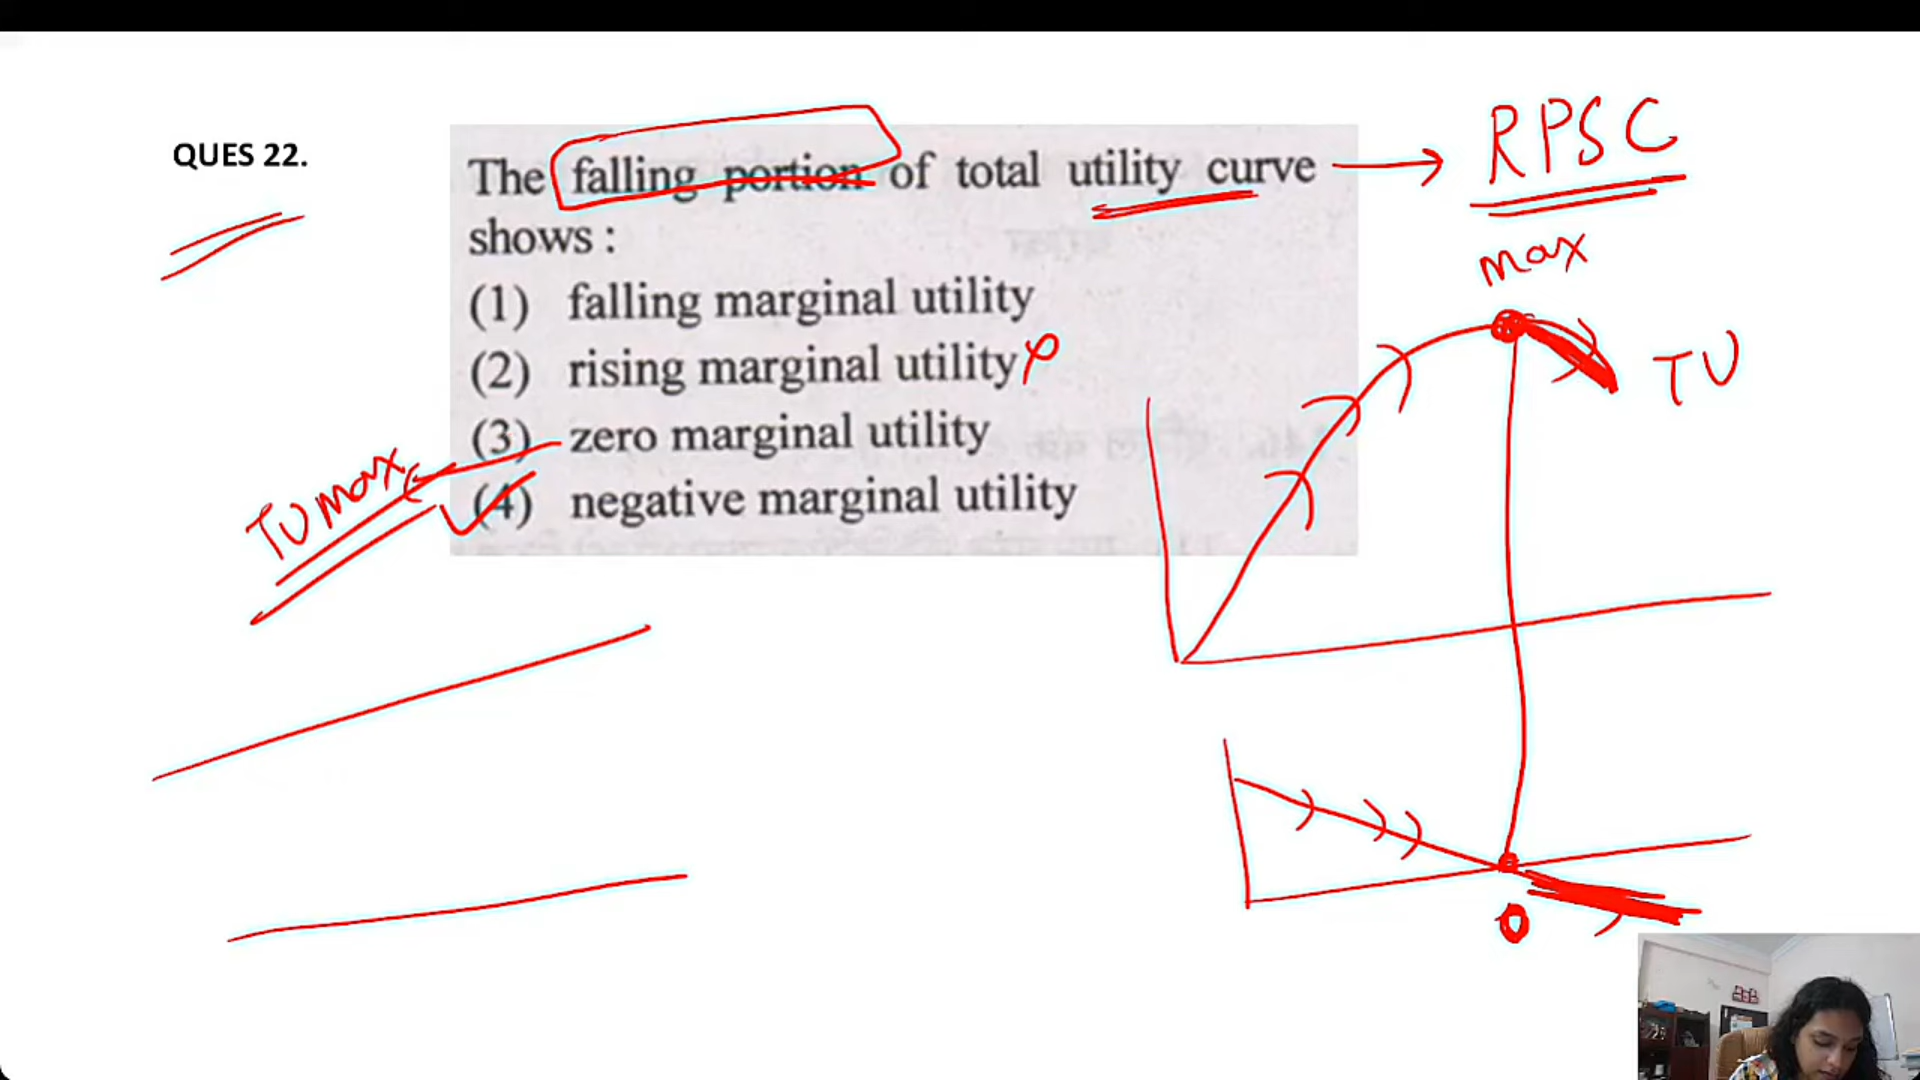 QUES 22.
The falling portion of total utility curve
shows :
(1) falling marginal utility
(2) rising marginal utility
(3) zero marginal utility
(4) negative marginal utility
RPSC
max
TU
TU max
0